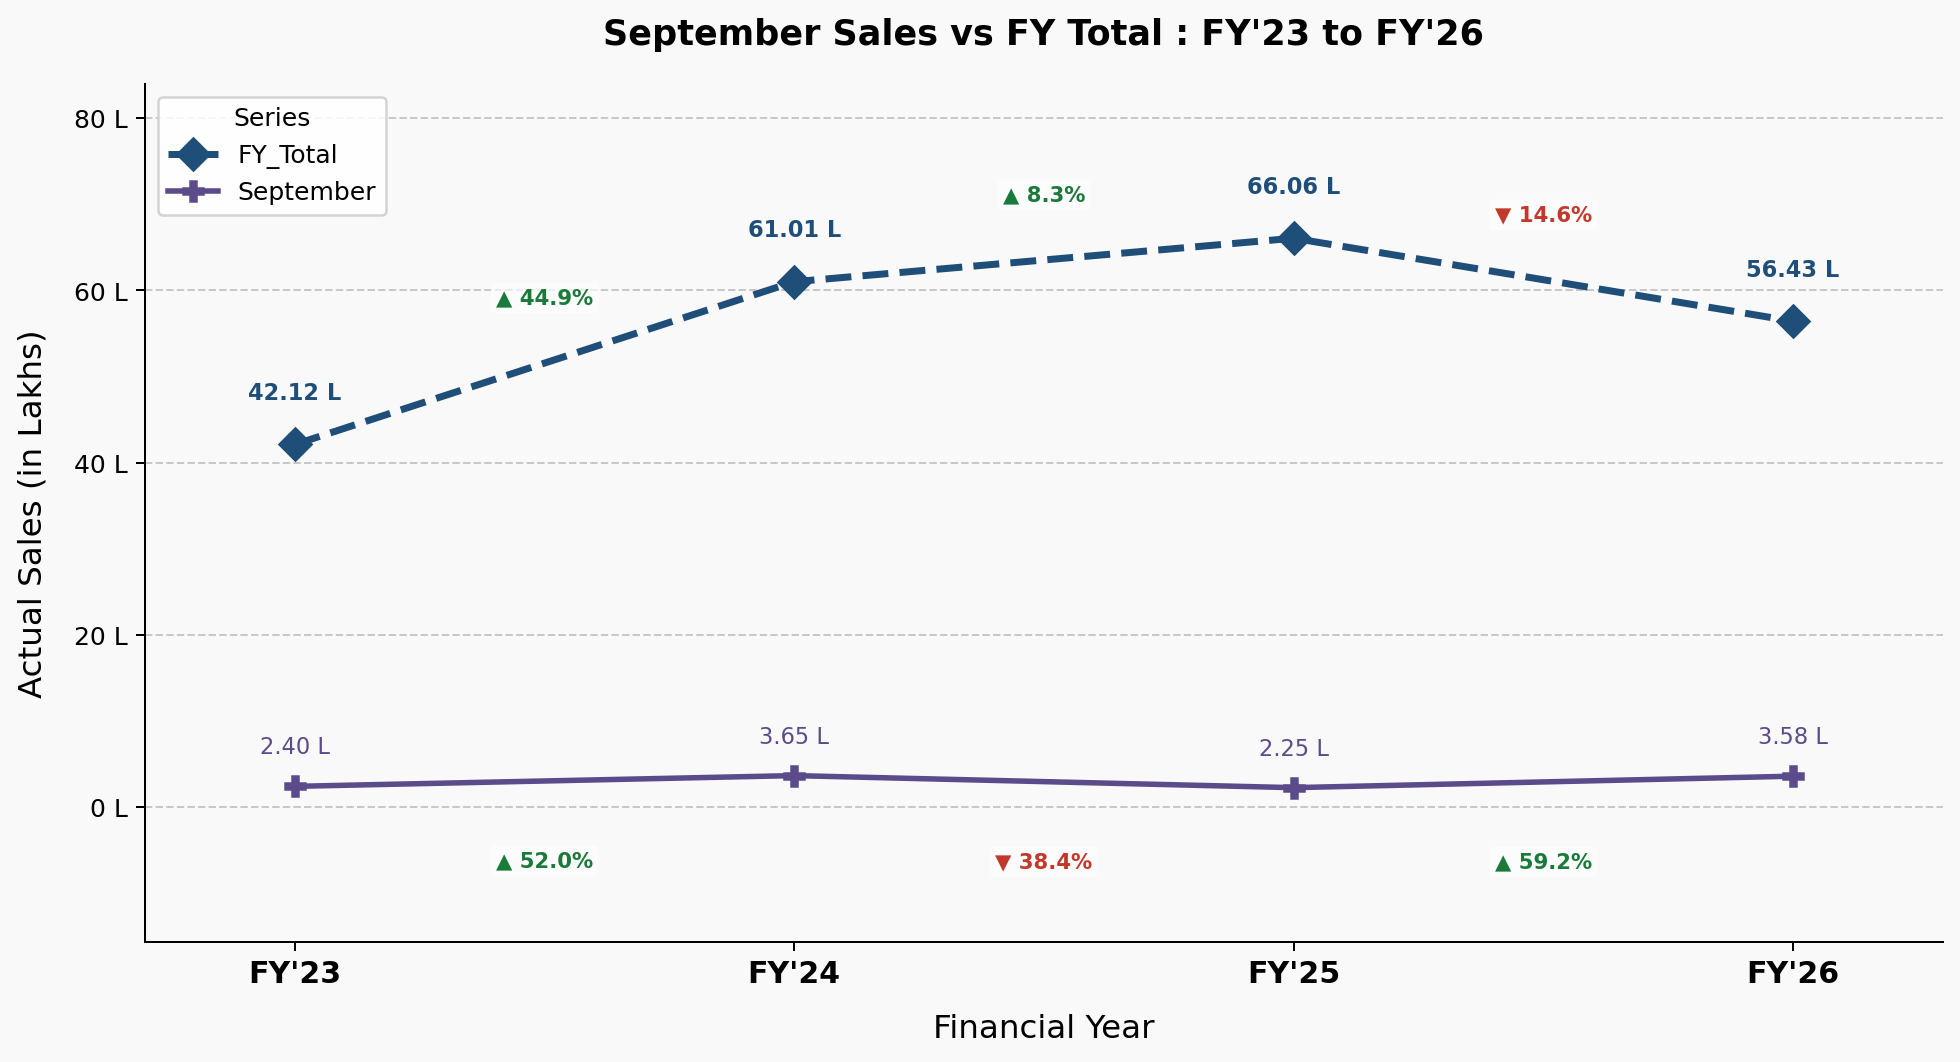 September Sales vs FY Total : FY'23 to FY'26
Series
FY_Total
September
Actual Sales (in Lakhs)
80 L
60 L
40 L
20 L
0 L
42.12 L
61.01 L
66.06 L
56.43 L
▲ 44.9%
▲ 8.3%
▼ 14.6%
2.40 L
3.65 L
2.25 L
3.58 L
▲ 52.0%
▼ 38.4%
▲ 59.2%
FY'23
FY'24
FY'25
FY'26
Financial Year